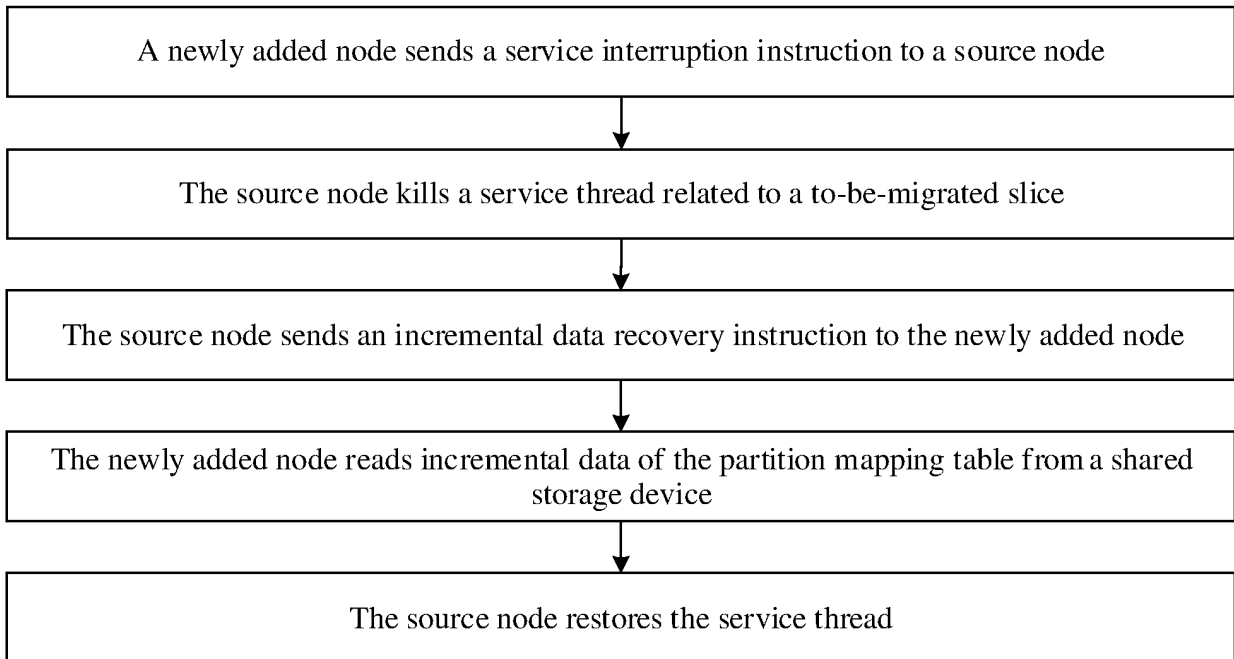 A newly added node sends a service interruption instruction to a source node
The source node kills a service thread related to a to-be-migrated slice
The source node sends an incremental data recovery instruction to the newly added node
The newly added node reads incremental data of the partition mapping table from a shared
storage device
The source node restores the service thread